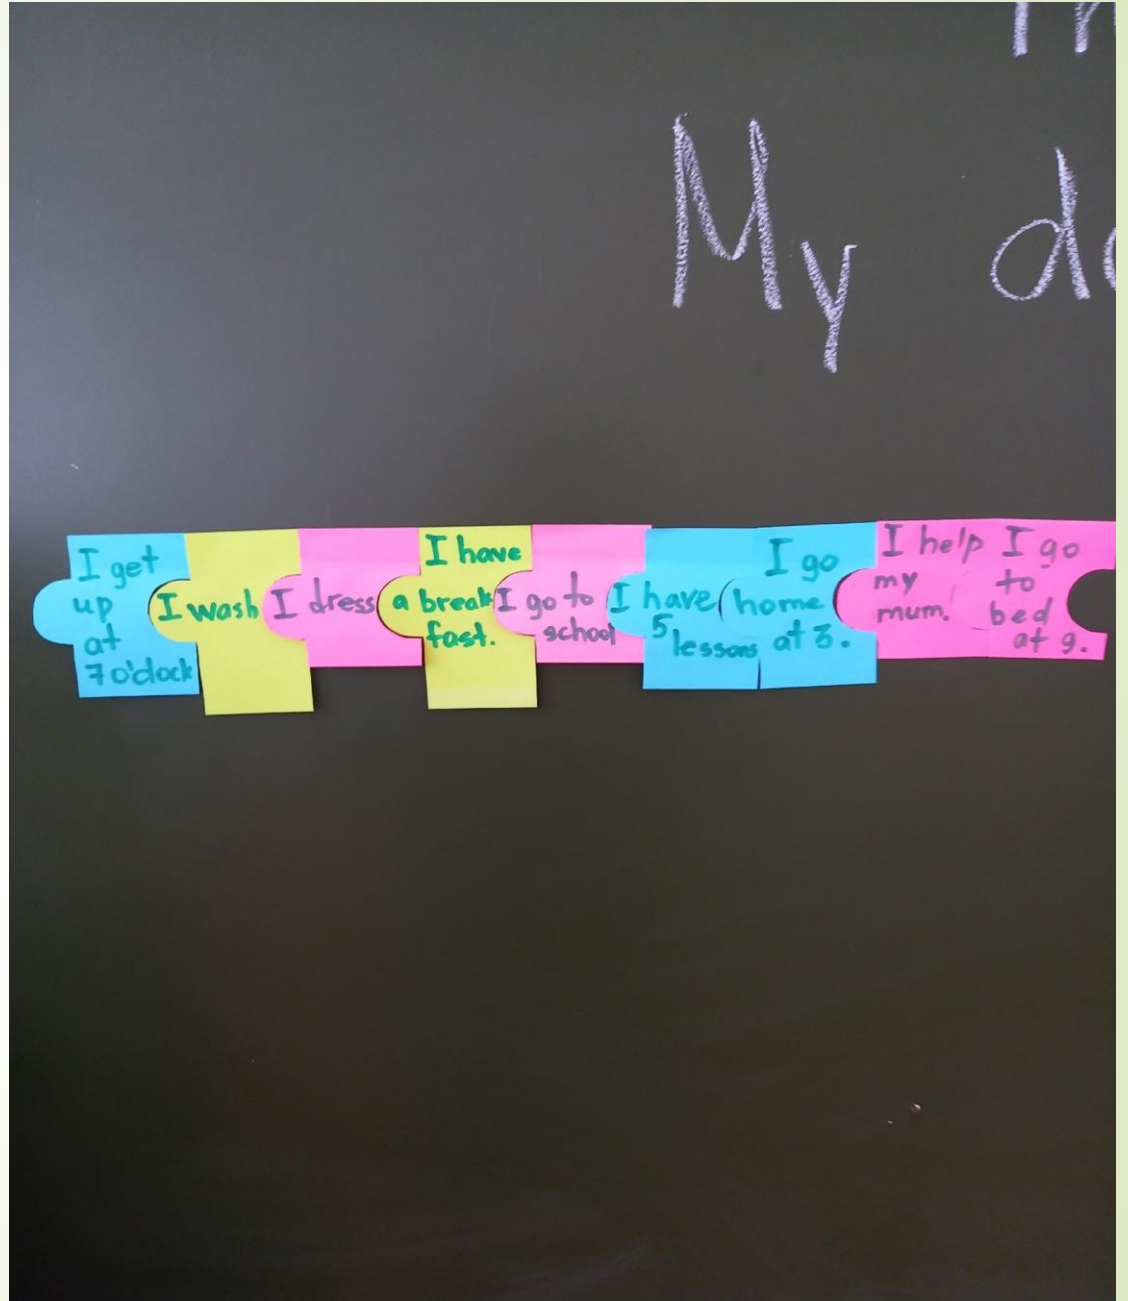 My
I get
up
at
7 o'clock
I wash
I dress
I have
a break
fast.
I go to
school
I have
5
lessons
I go
home
at 3.
I help
my
mum.
I go
to
bed
at 9.